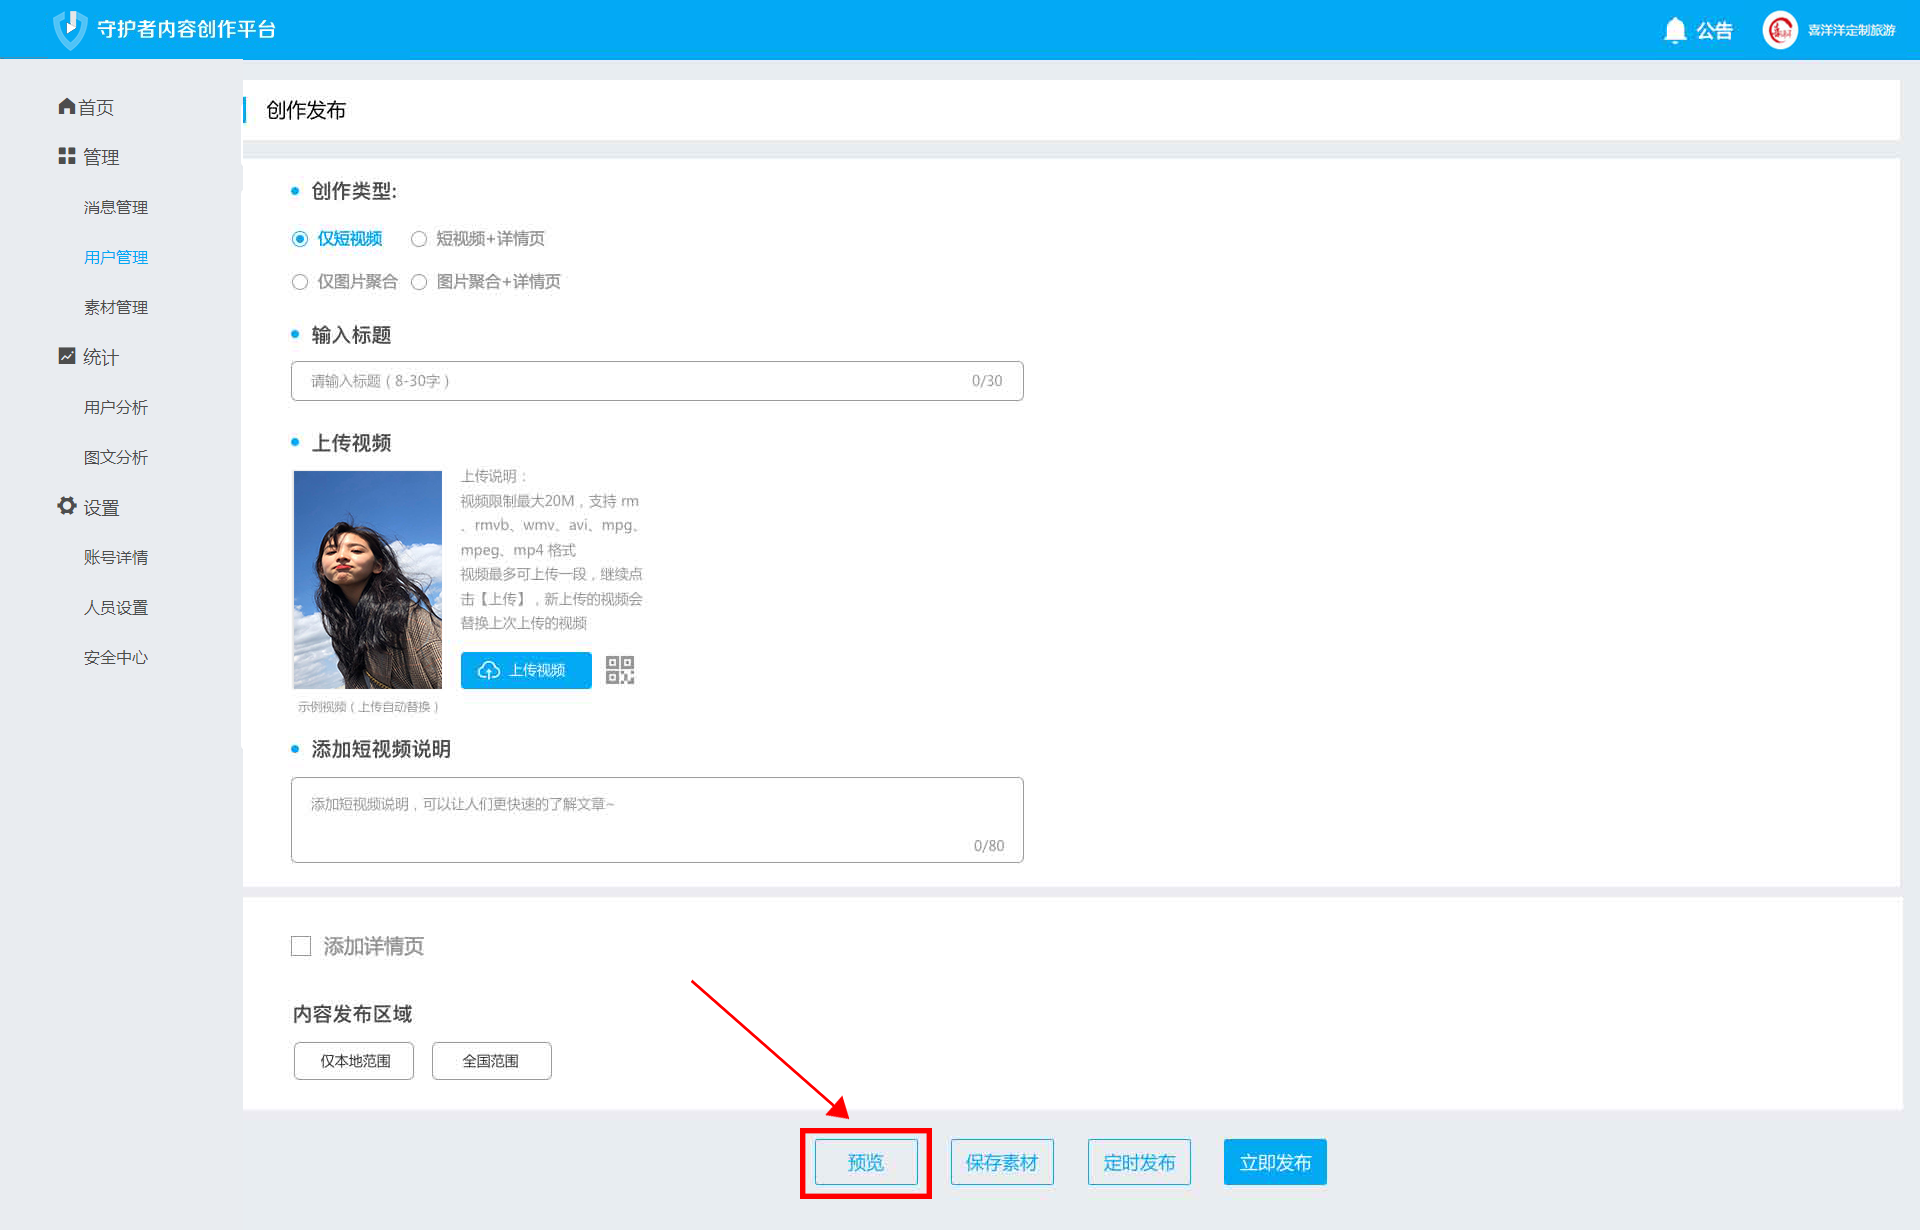 守护者内容创作平台
公告
喜洋洋定制旅游
首页
管理
消息管理
用户管理
素材管理
统计
用户分析
图文分析
设置
账号详情
人员设置
安全中心
创作发布
创作类型:
仅短视频
短视频+详情页
仅图片聚合
图片聚合+详情页
输入标题
请输入标题（8-30字）
0/30
上传视频
上传说明：
视频限制最大20M，支持 rm
、rmvb、wmv、avi、mpg、
mpeg、mp4 格式
视频最多可上传一段，继续点
击【上传】，新上传的视频会
替换上次上传的视频
上传视频
示例视频（上传自动替换）
添加短视频说明
添加短视频说明，可以让人们更快速的了解文章~
0/80
添加详情页
内容发布区域
仅本地范围
全国范围
预览
保存素材
定时发布
立即发布